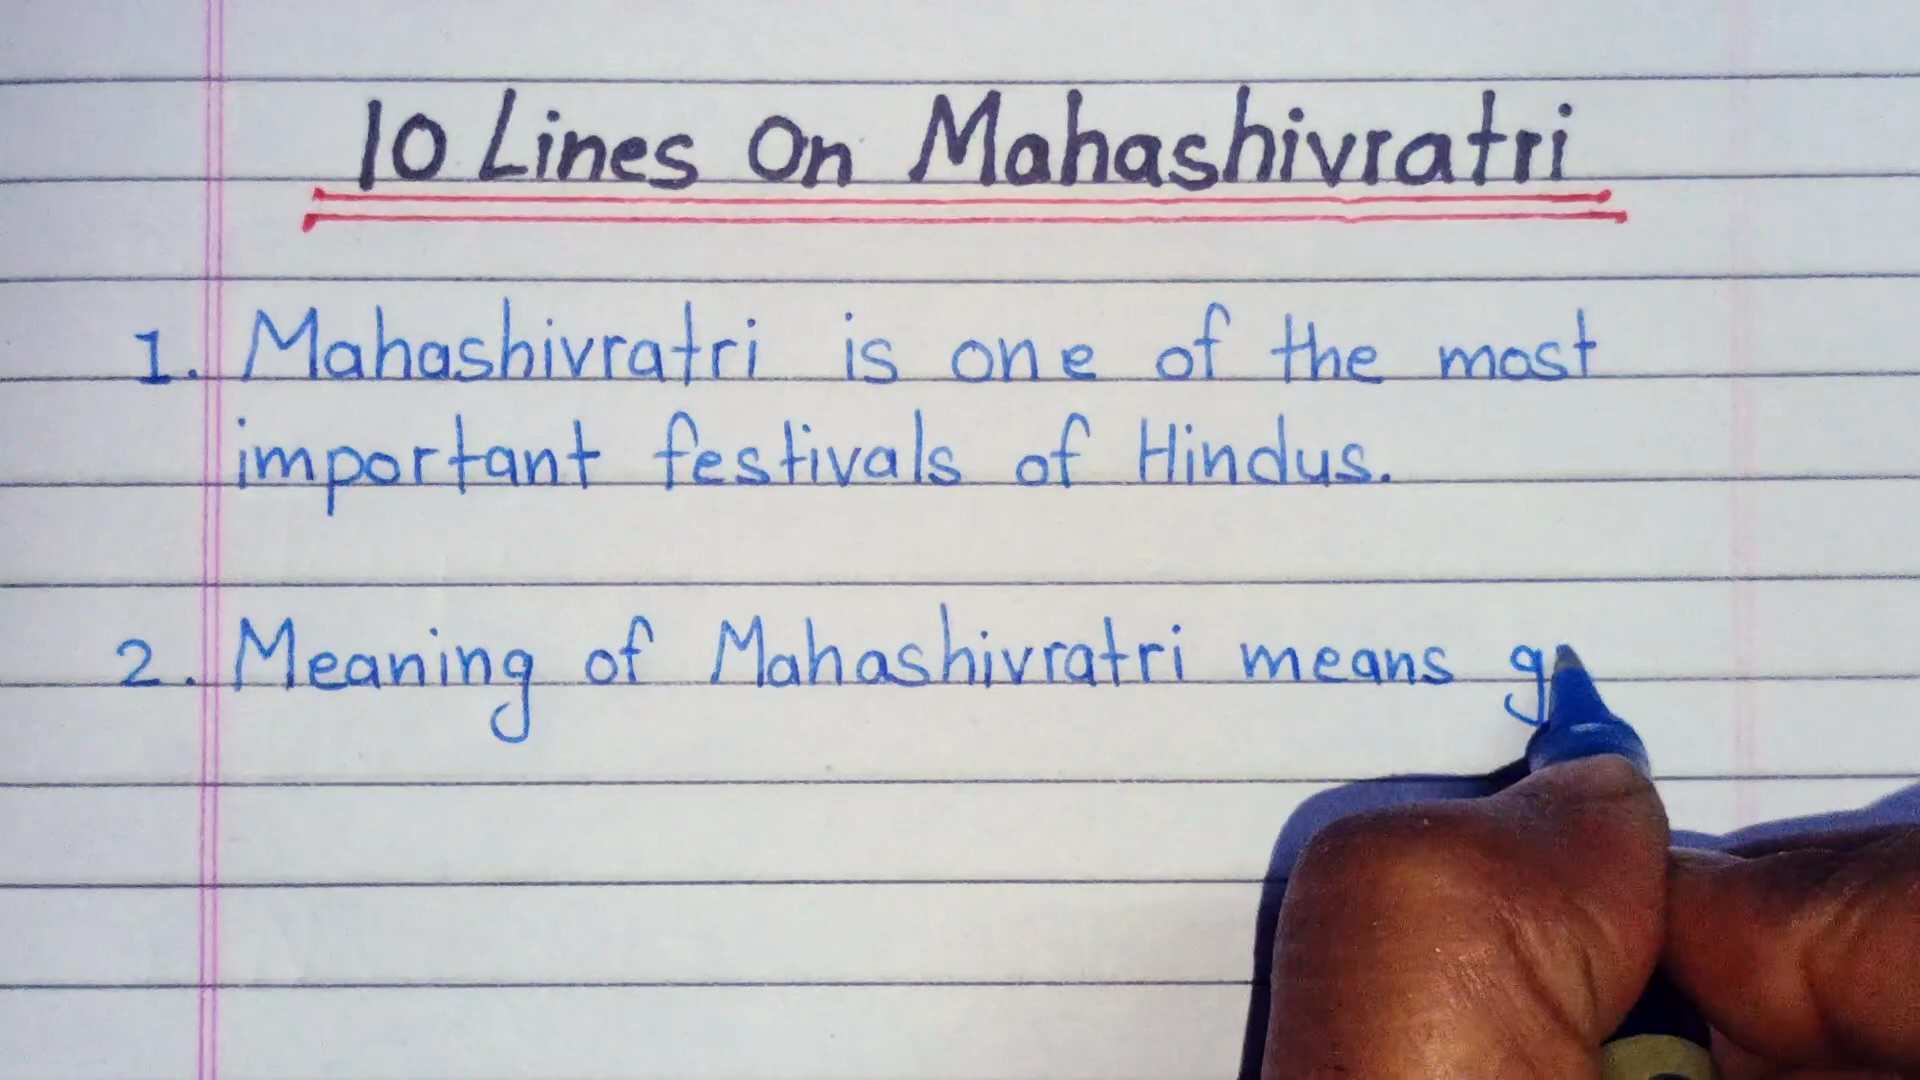 10 Lines On Mahashivratri
1. Mahashivratri is one of the most
important festivals of Hindus.
2. Meaning of Mahashivratri means